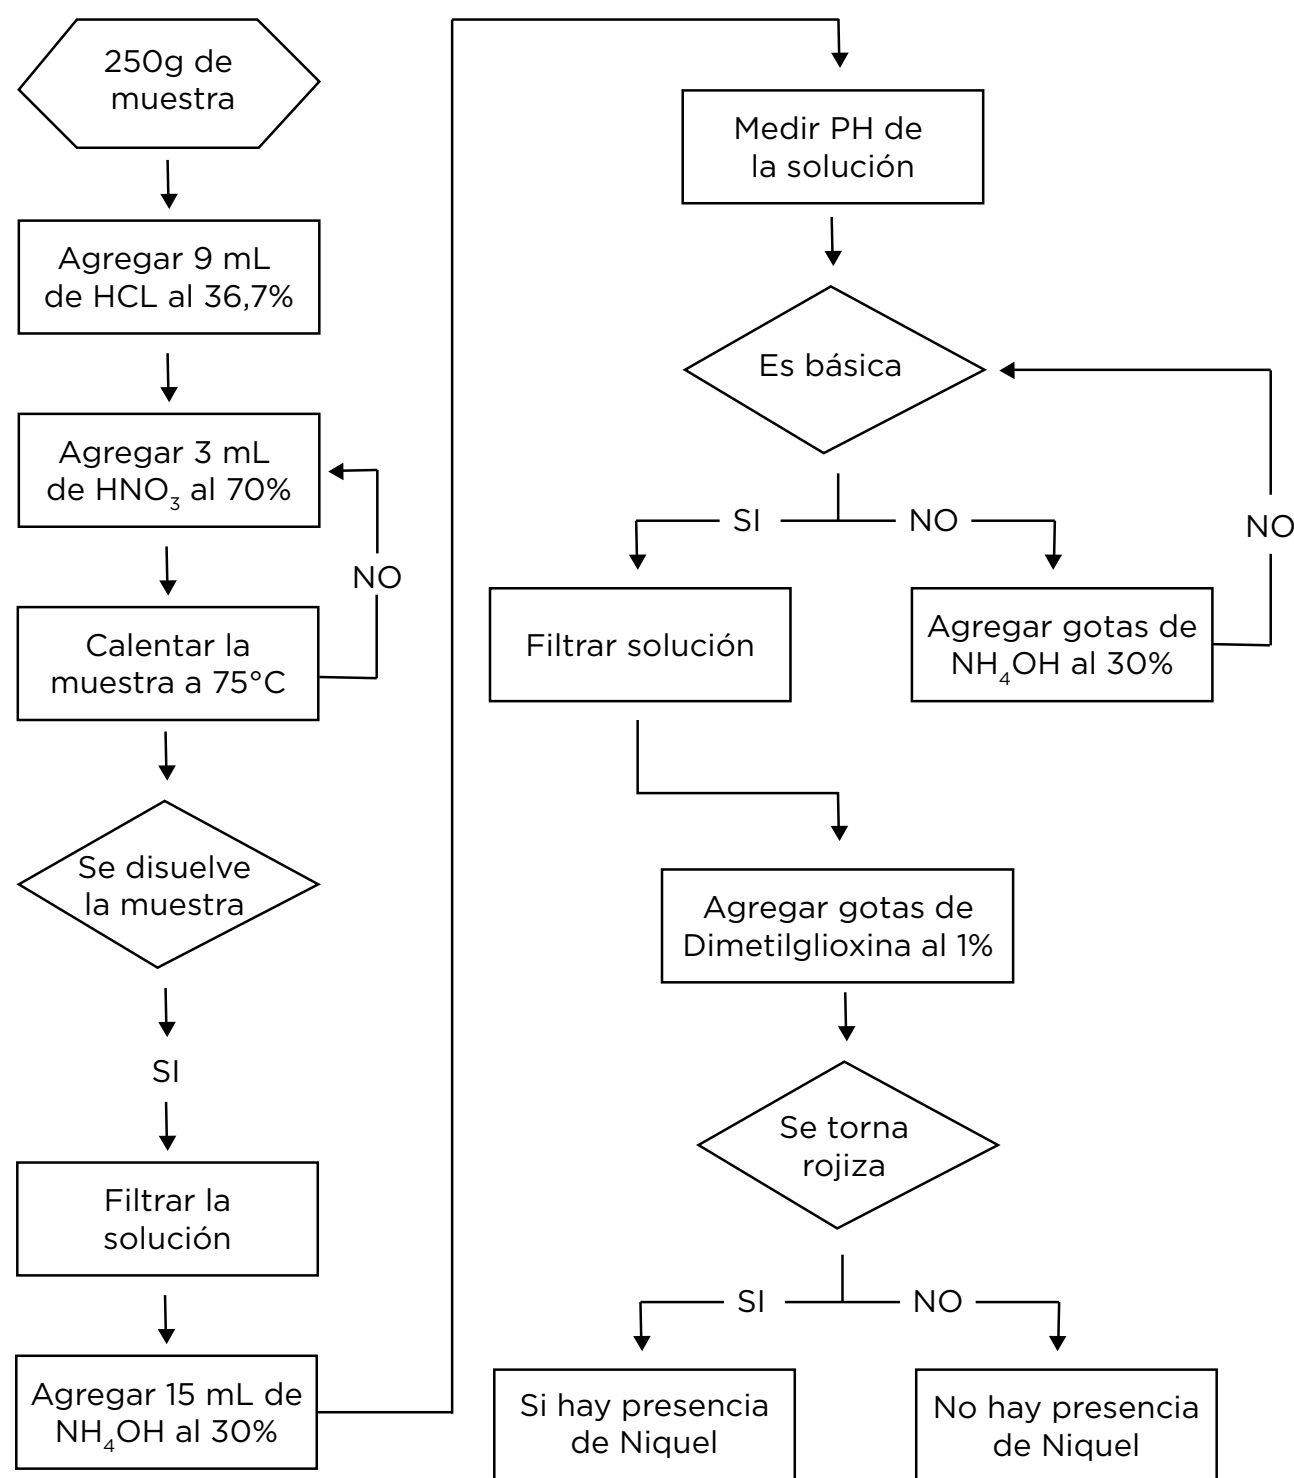 250g de
muestra
Agregar 9 mL
de HCL al 36,7%
Agregar 3 mL
de HNO₃ al 70%
NO
Calentar la
muestra a 75°C
Se disuelve
la muestra
SI
Filtrar la
solución
Agregar 15 mL de
NH₄OH al 30%
Medir PH de
la solución
Es básica
SI
NO
NO
Filtrar solución
Agregar gotas de
NH₄OH al 30%
Agregar gotas de
Dimetilglioxina al 1%
Se torna
rojiza
SI
NO
Si hay presencia
de Niquel
No hay presencia
de Niquel